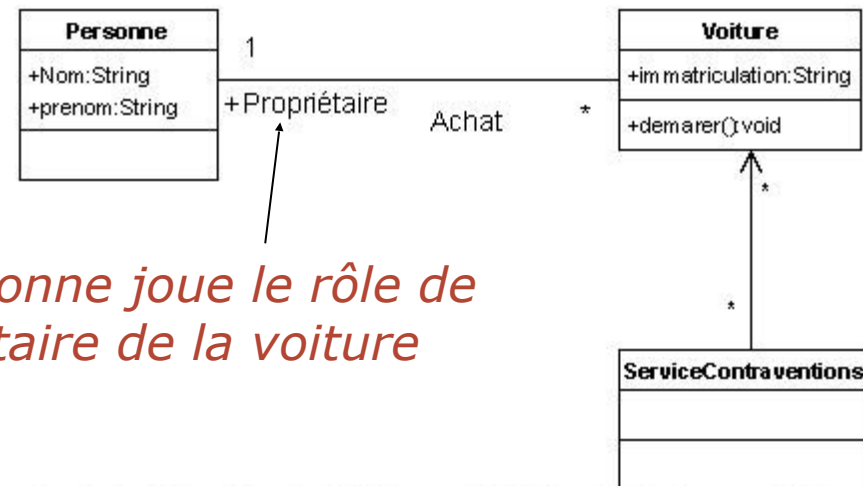 Personne
+Nom:String
+prenom:String
1
+Propriétaire
Achat
*
Voiture
+immatriculation:String
+demarer():void
*
*
onne joue le rôle de
taire de la voiture
ServiceContraventions